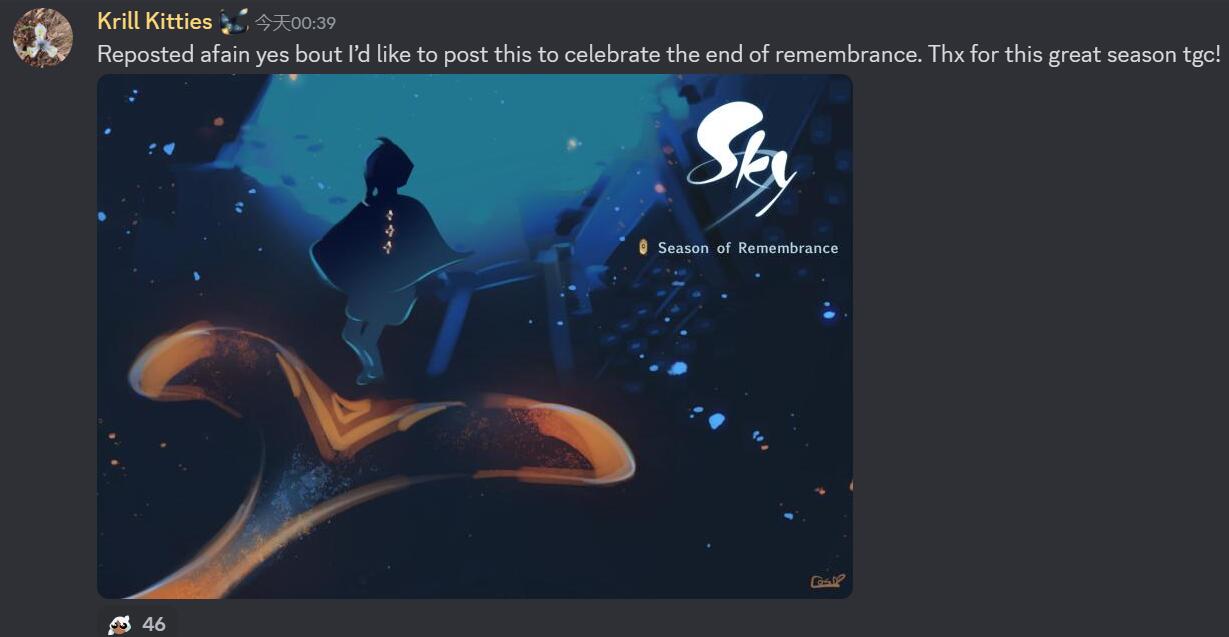 Krill Kitties 今天00:39
Reposted afain yes bout I’d like to post this to celebrate the end of remembrance. Thx for this great season tgc!
Sky
Season of Remembrance
46